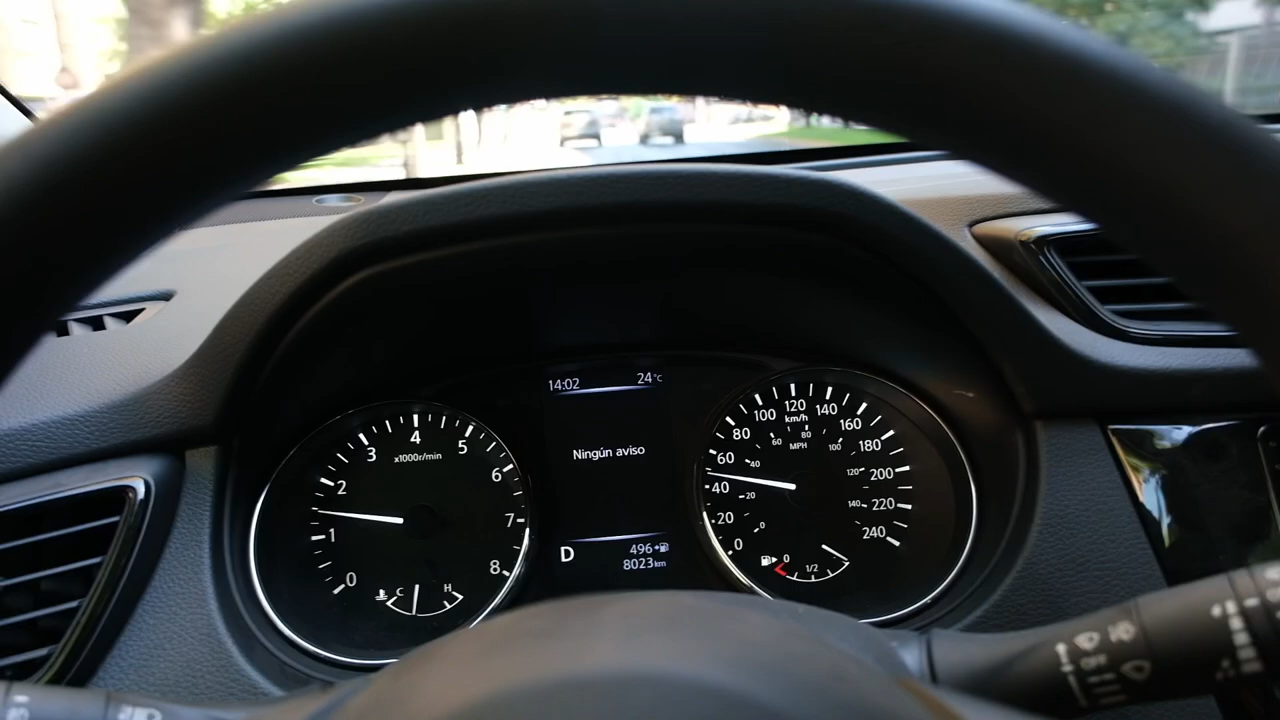 14:02 24°C
Ningún aviso
D 496
8023km
0 1 2 3 4 5 6 7 8
x1000r/min
C H
0 20 40 60 80 100 120 140 160 180 200 220 240
km/h
0 20 40 60 80 100 120 140
MPH
0 1/2
OFF